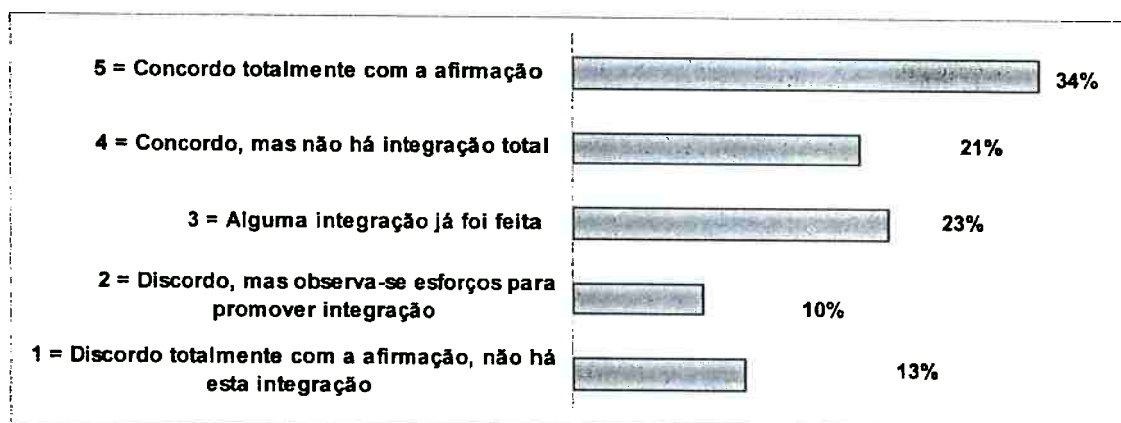 5 = Concordo totalmente com a afirmação
34%
4 = Concordo, mas não há integração total
21%
3 = Alguma integração já foi feita
23%
2 = Discordo, mas observa-se esforços para
promover integração
10%
1 = Discordo totalmente com a afirmação, não há
esta integração
13%